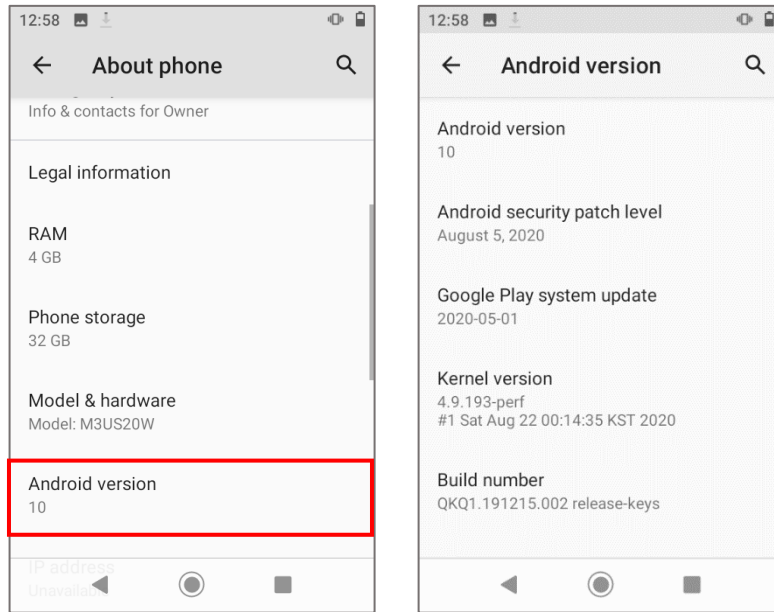 12:58
About phone
Info & contacts for Owner
Legal information
RAM
4 GB
Phone storage
32 GB
Model & hardware
Model: M3US20W
Android version
10
IP address
Unavailable
12:58
Android version
Android version
10
Android security patch level
August 5, 2020
Google Play system update
2020-05-01
Kernel version
4.9.193-perf
#1 Sat Aug 22 00:14:35 KST 2020
Build number
QKQ1.191215.002 release-keys